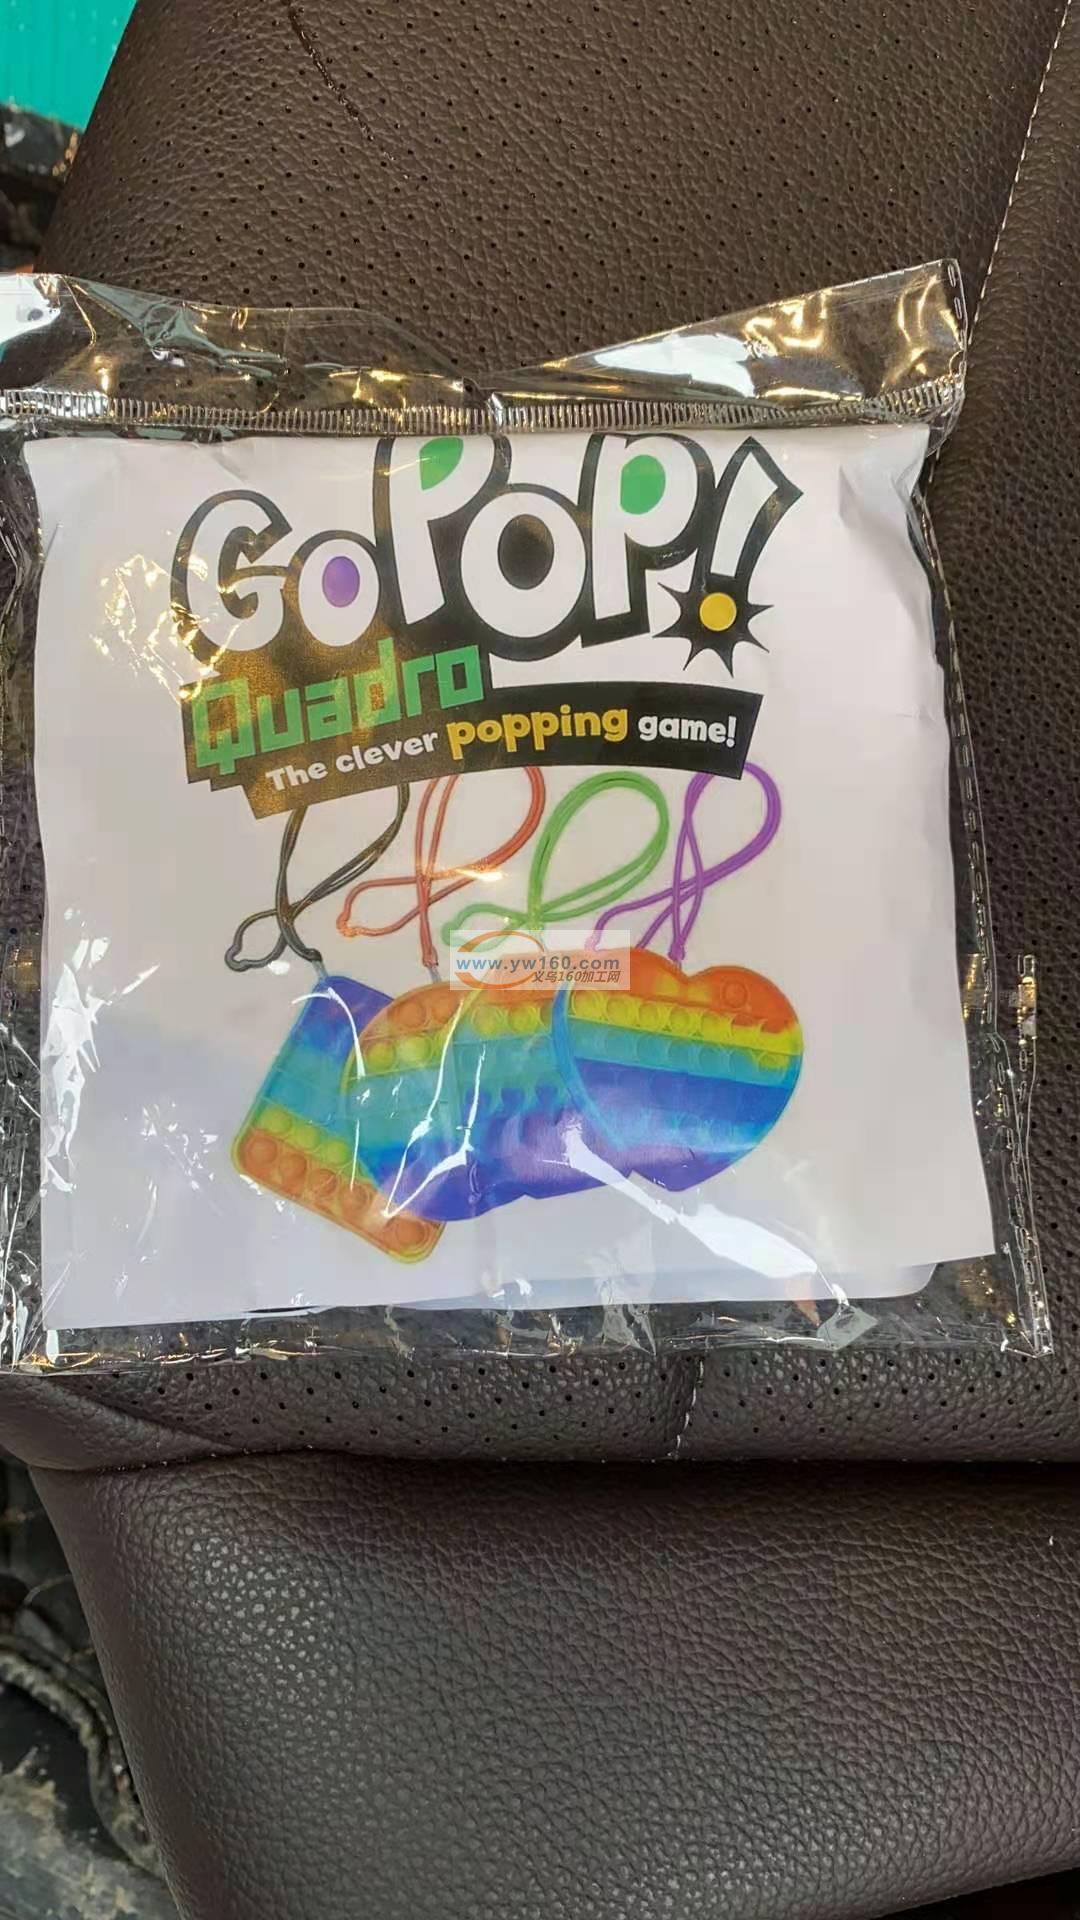 GoPOP!
Quadro
The clever popping game!
www.yw160.com
义乌160加工网